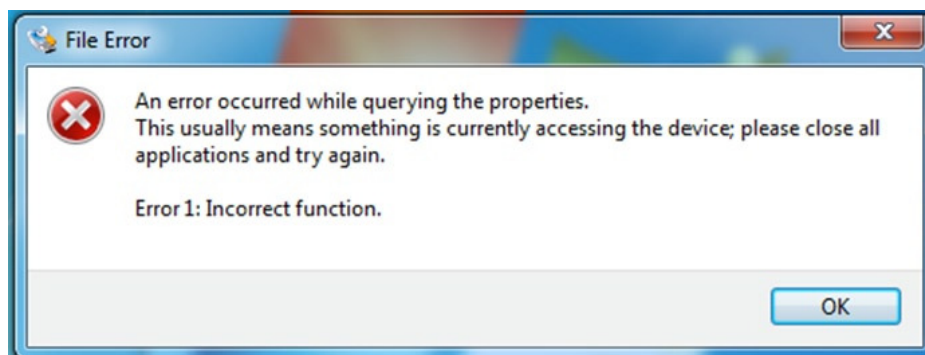 File Error
An error occurred while querying the properties.
This usually means something is currently accessing the device; please close all
applications and try again.
Error 1: Incorrect function.
OK